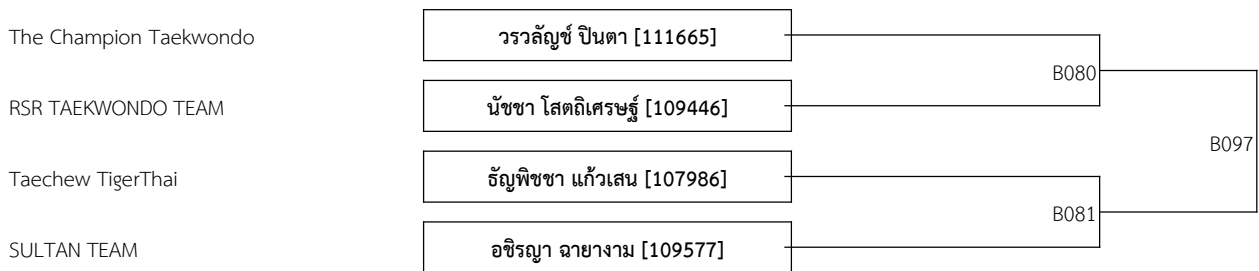 The Champion Taekwondo
วรวลัญช์ ปินตา [111665]
B080
RSR TAEKWONDO TEAM
นัชชา โสตถิเศรษฐ์ [109446]
B097
Taechew TigerThai
ธัญพิชชา แก้วเสน [107986]
B081
SULTAN TEAM
อชิรญา ฉายางาม [109577]